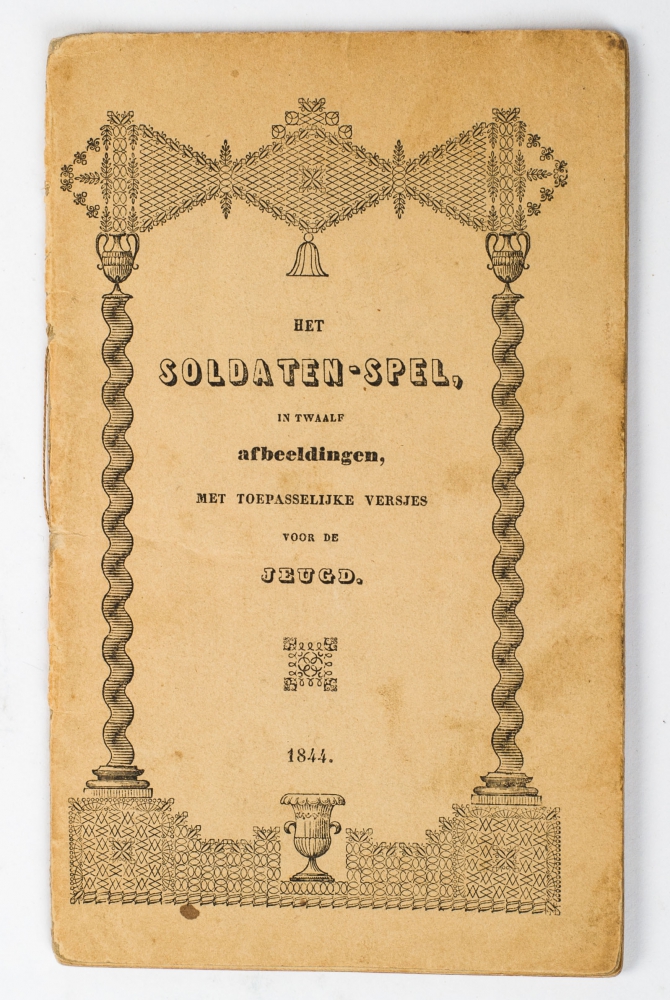 HET
SOLDATEN-SPEL,
IN TWAALF
afbeeldingen,
MET TOEPASSELIJKE VERSJES
VOOR DE
JEUGD.
1844.